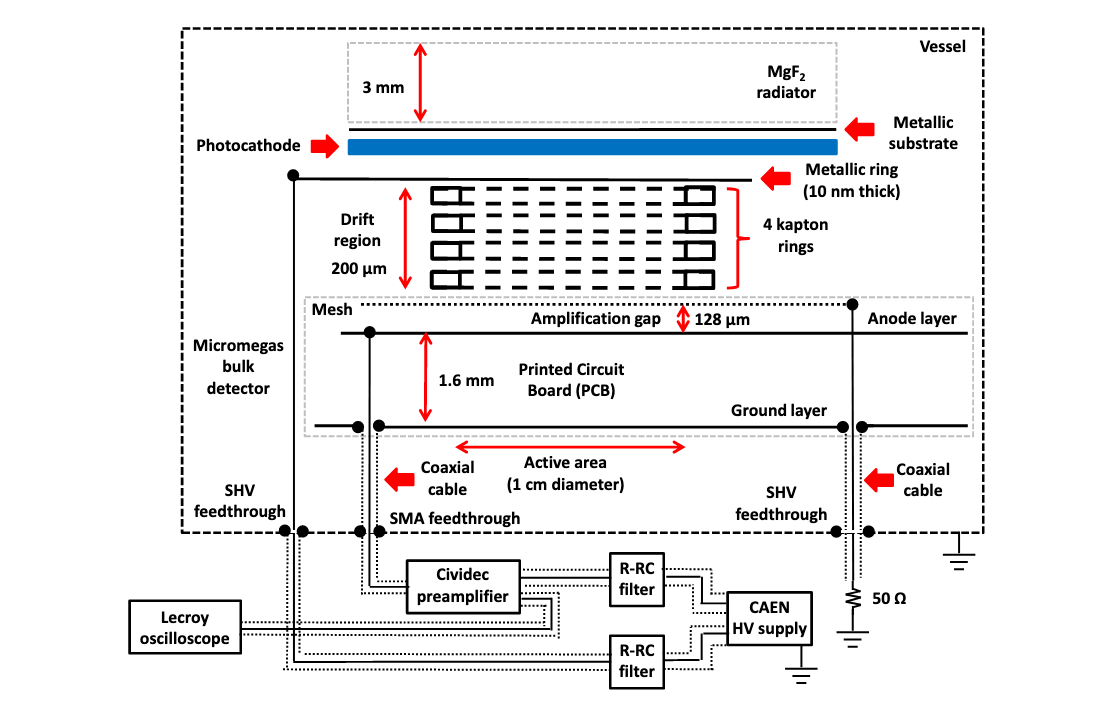 Vessel
3 mm
MgF₂
radiator
Metallic
substrate
Photocathode
Metallic ring
(10 nm thick)
Drift
region
200 µm
4 kapton
rings
Mesh
Amplification gap
128 µm
Anode layer
Micromegas
bulk
detector
1.6 mm
Printed Circuit
Board (PCB)
Ground layer
Active area
(1 cm diameter)
Coaxial
cable
Coaxial
cable
SHV
feedthrough
SMA feedthrough
SHV
feedthrough
Cividec
preamplifier
R-RC
filter
CAEN
HV supply
50 Ω
Lecroy
oscilloscope
R-RC
filter